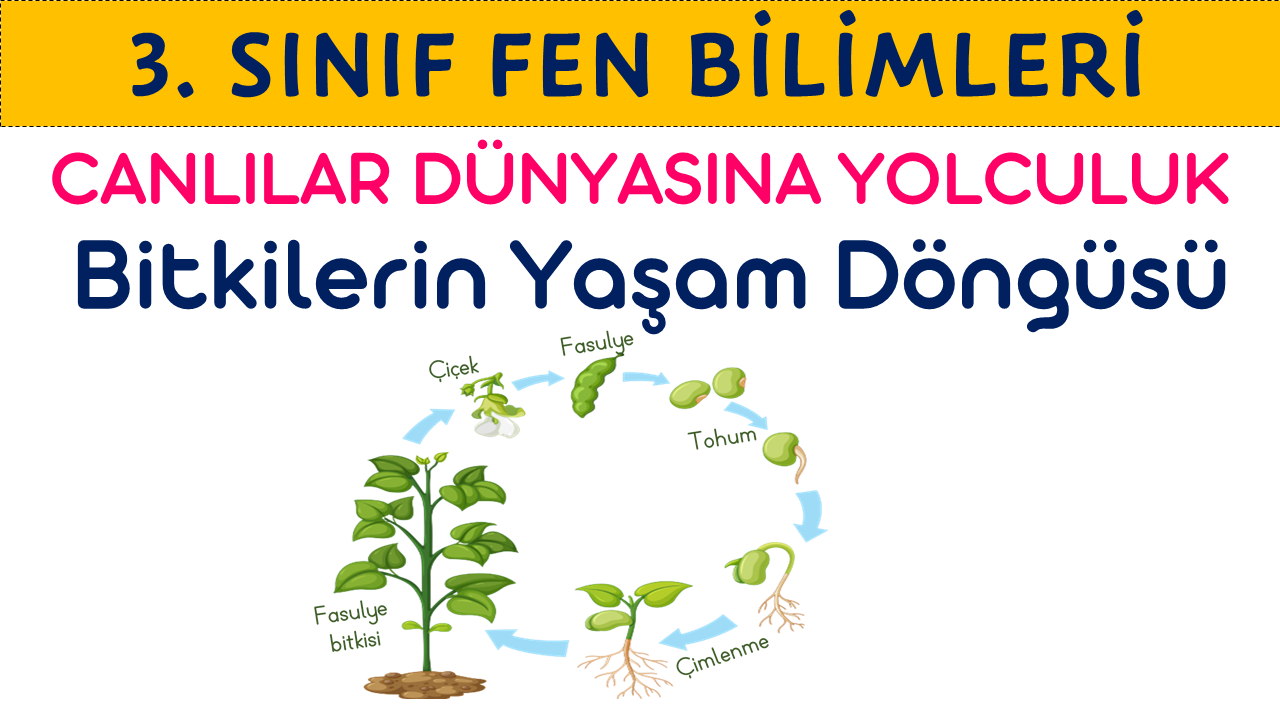 3. SINIF FEN BİLİMLERİ
CANLILAR DÜNYASINA YOLCULUK
Bitkilerin Yaşam Döngüsü
Fasulye
Çiçek
Tohum
Fasulye
bitkisi
Çimlenme